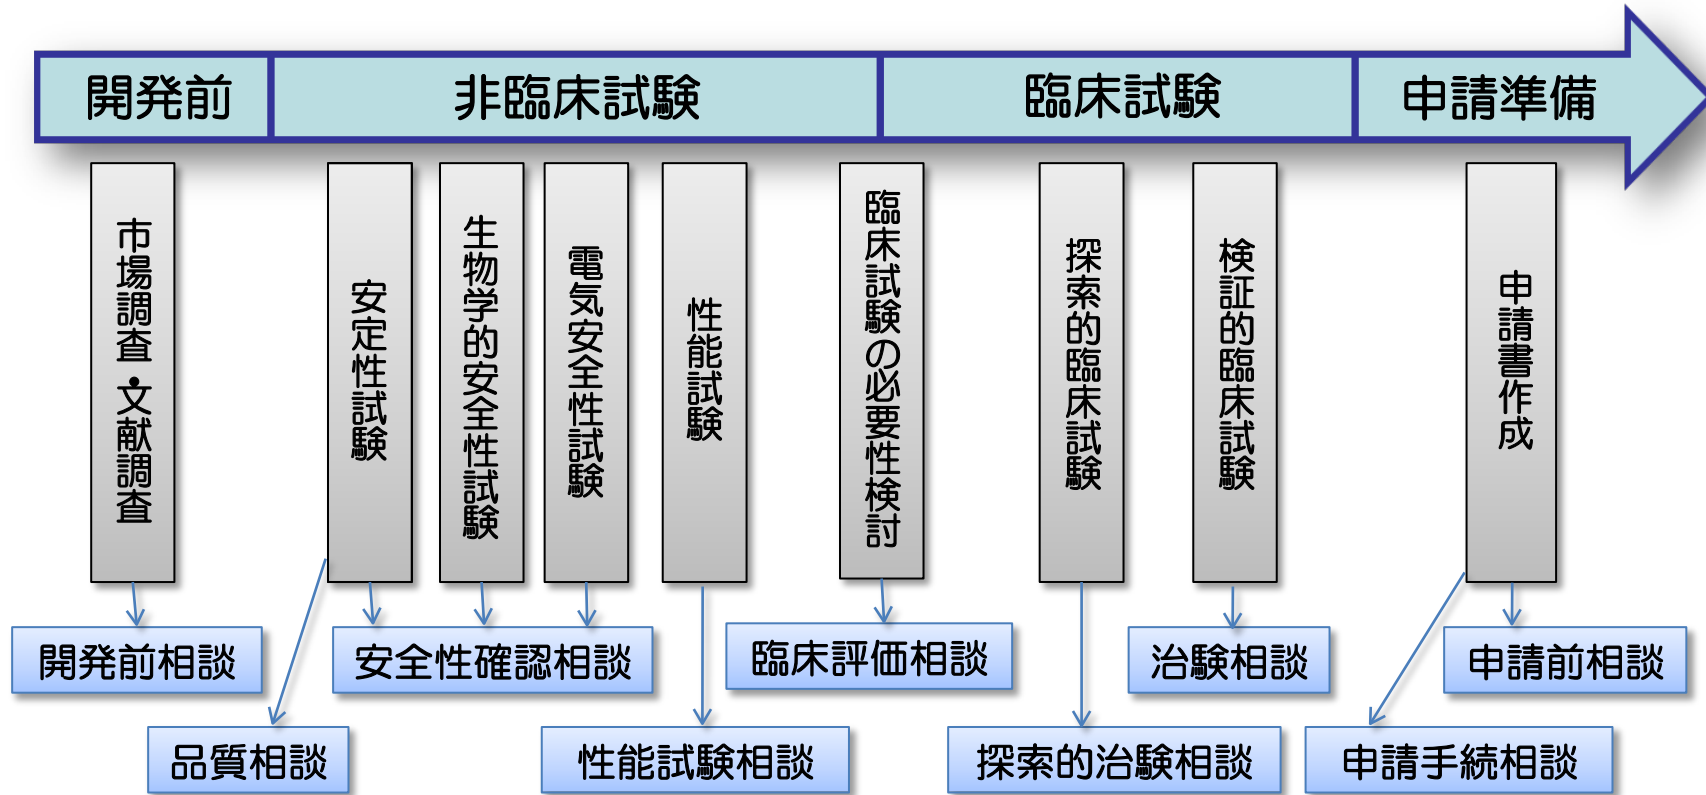 開発前
非臨床試験
臨床試験
申請準備
市場調査・文献調査
安定性試験
生物学的安全性試験
電気安全性試験
性能試験
臨床試験の必要性検討
探索的臨床試験
検証的臨床試験
申請書作成
開発前相談
安全性確認相談
臨床評価相談
治験相談
申請前相談
品質相談
性能試験相談
探索的治験相談
申請手続相談